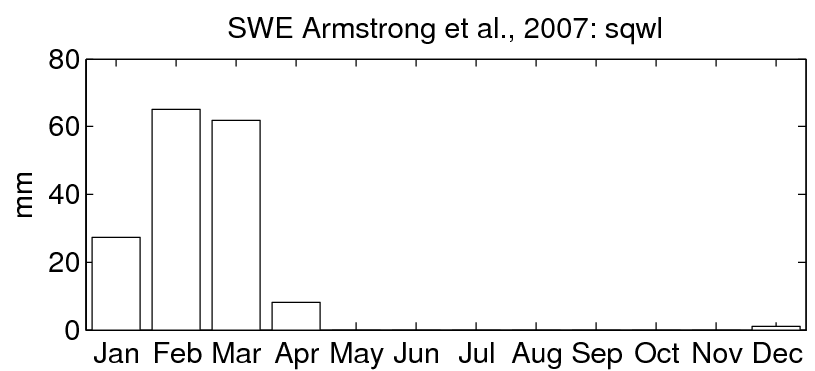 SWE Armstrong et al., 2007: sqwl
80
60
40
20
0
mm
Jan Feb Mar Apr May Jun Jul Aug Sep Oct Nov Dec